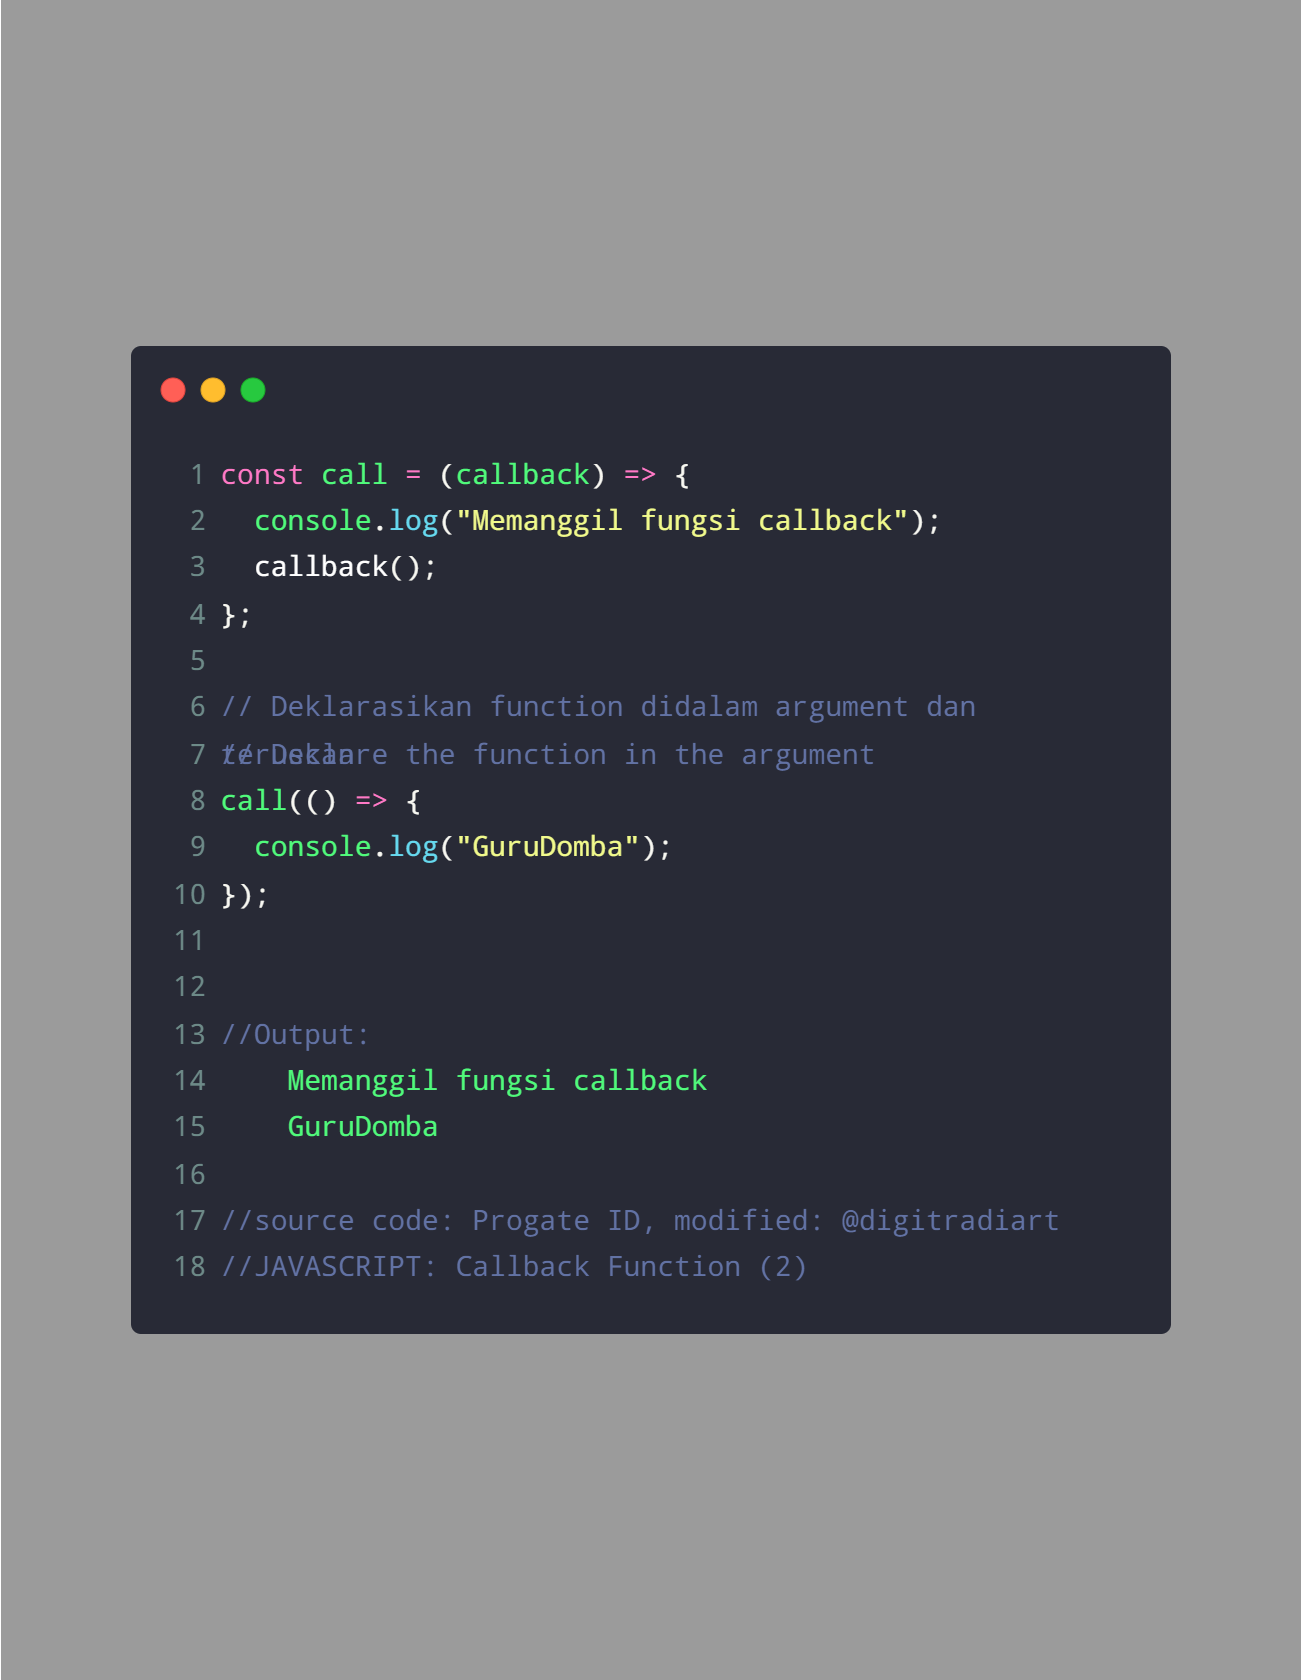 1 const call = (callback) => {
2   console.log("Memanggil fungsi callback");
3   callback();
4 };
5
6 // Deklarasikan function didalam argument dan
teruskan
7 // Declare the function in the argument
8 call(() => {
9   console.log("GuruDomba");
10 });
11
12
13 //Output:
14     Memanggil fungsi callback
15     GuruDomba
16
17 //source code: Progate ID, modified: @digitradiart
18 //JAVASCRIPT: Callback Function (2)